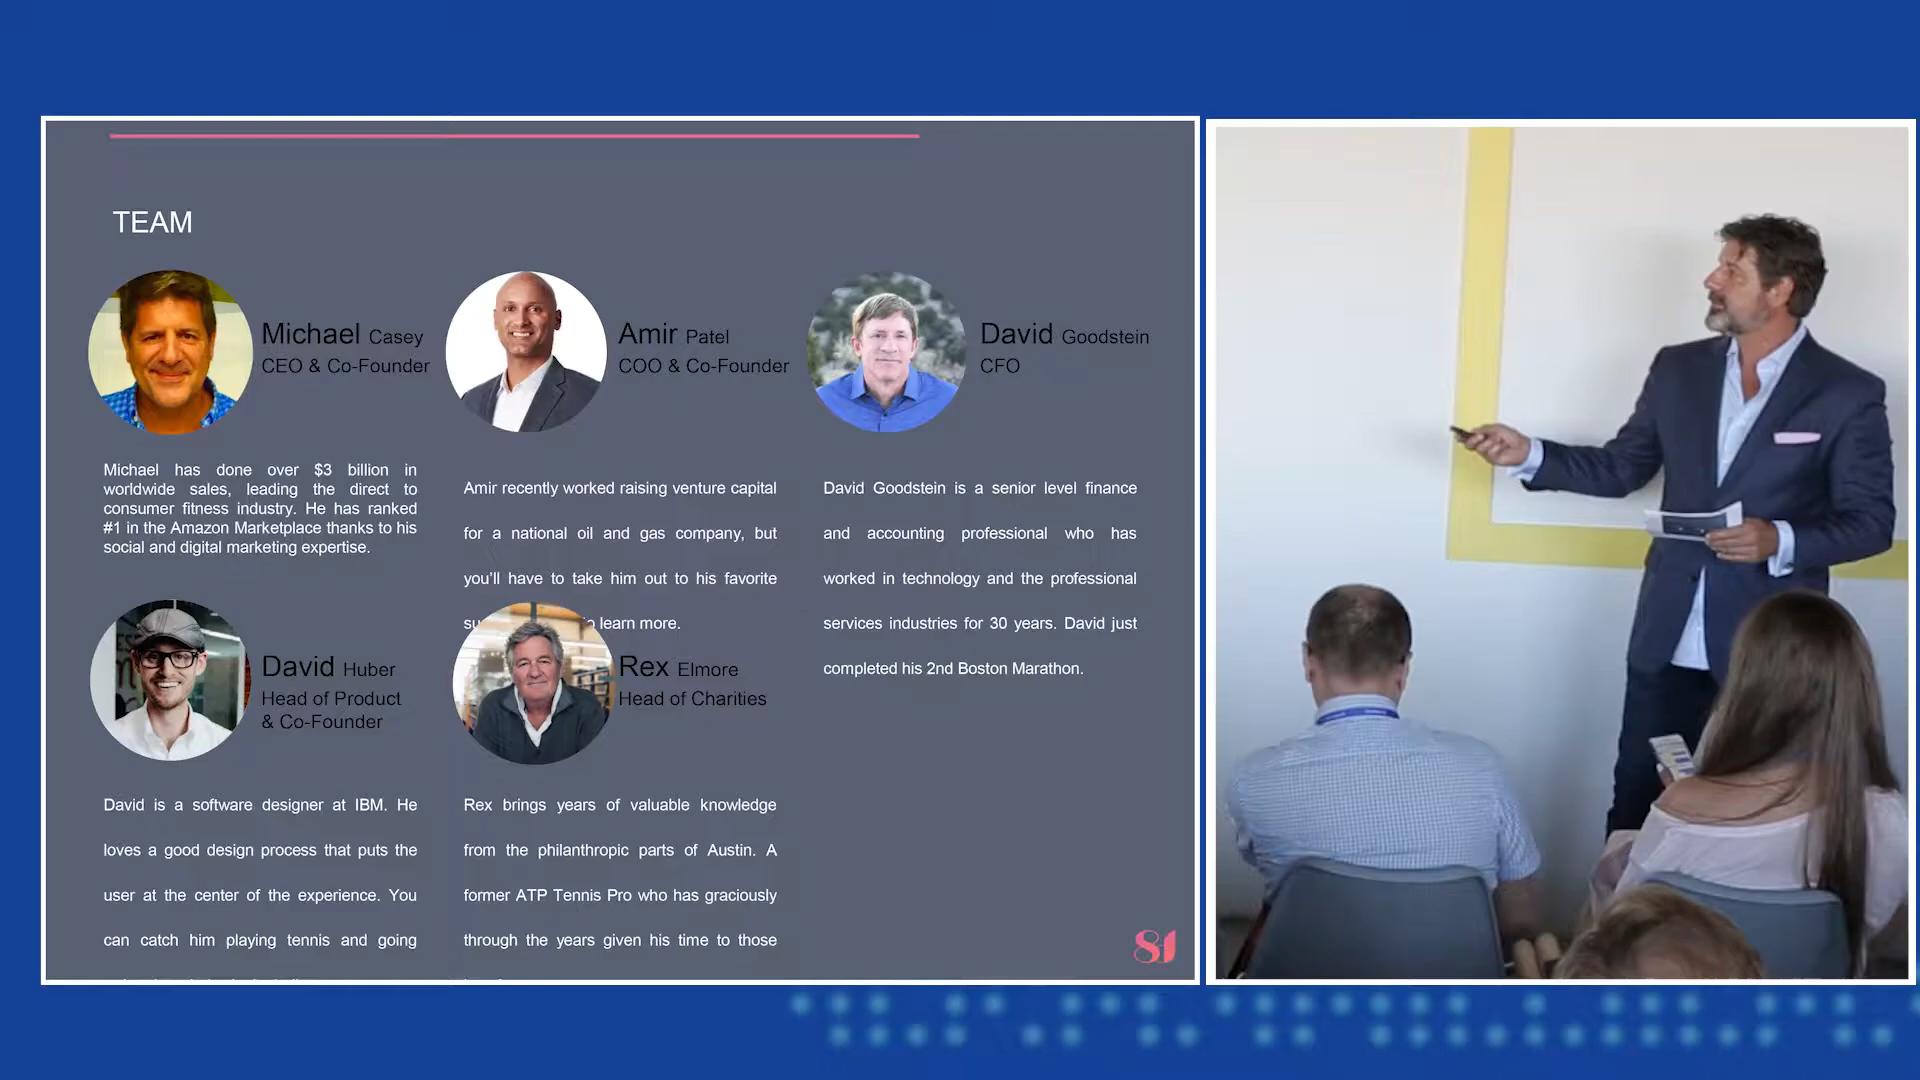 TEAM
Michael Casey
CEO & Co-Founder
Michael has done over $3 billion in
worldwide sales, leading the direct to
consumer fitness industry. He has ranked
#1 in the Amazon Marketplace thanks to his
social and digital marketing expertise.
Amir Patel
COO & Co-Founder
Amir recently worked raising venture capital
for a national oil and gas company, but
you’ll have to take him out to his favorite
learn more.
David Goodstein
CFO
David Goodstein is a senior level finance
and accounting professional who has
worked in technology and the professional
services industries for 30 years. David just
completed his 2nd Boston Marathon.
David Huber
Head of Product
& Co-Founder
David is a software designer at IBM. He
loves a good design process that puts the
user at the center of the experience. You
can catch him playing tennis and going
Rex Elmore
Head of Charities
Rex brings years of valuable knowledge
from the philanthropic parts of Austin. A
former ATP Tennis Pro who has graciously
through the years given his time to those